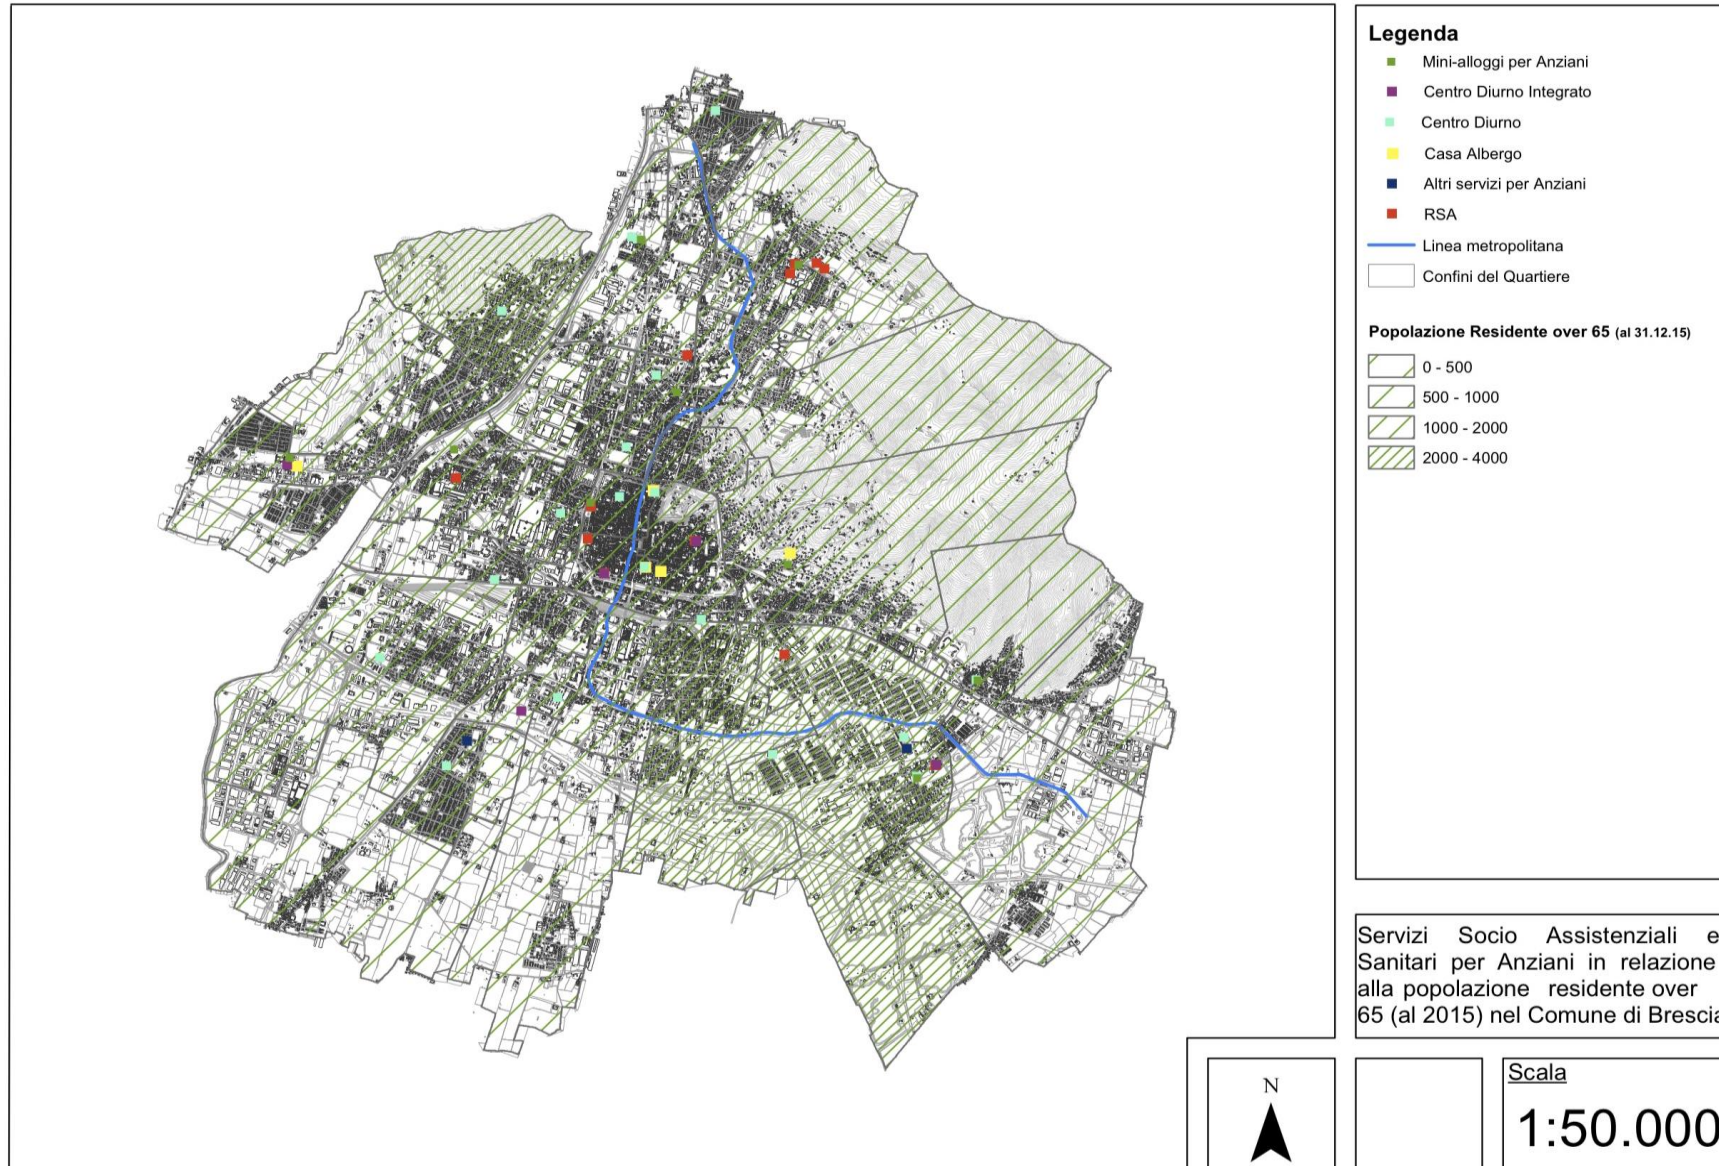 Legenda
Mini-alloggi per Anziani
Centro Diurno Integrato
Centro Diurno
Casa Albergo
Altri servizi per Anziani
RSA
Linea metropolitana
Confini del Quartiere
Popolazione Residente over 65 (al 31.12.15)
0 - 500
500 - 1000
1000 - 2000
2000 - 4000
Servizi Socio Assistenziali e
Sanitari per Anziani in relazione
alla popolazione residente over
65 (al 2015) nel Comune di Brescia
N
Scala
1:50.000